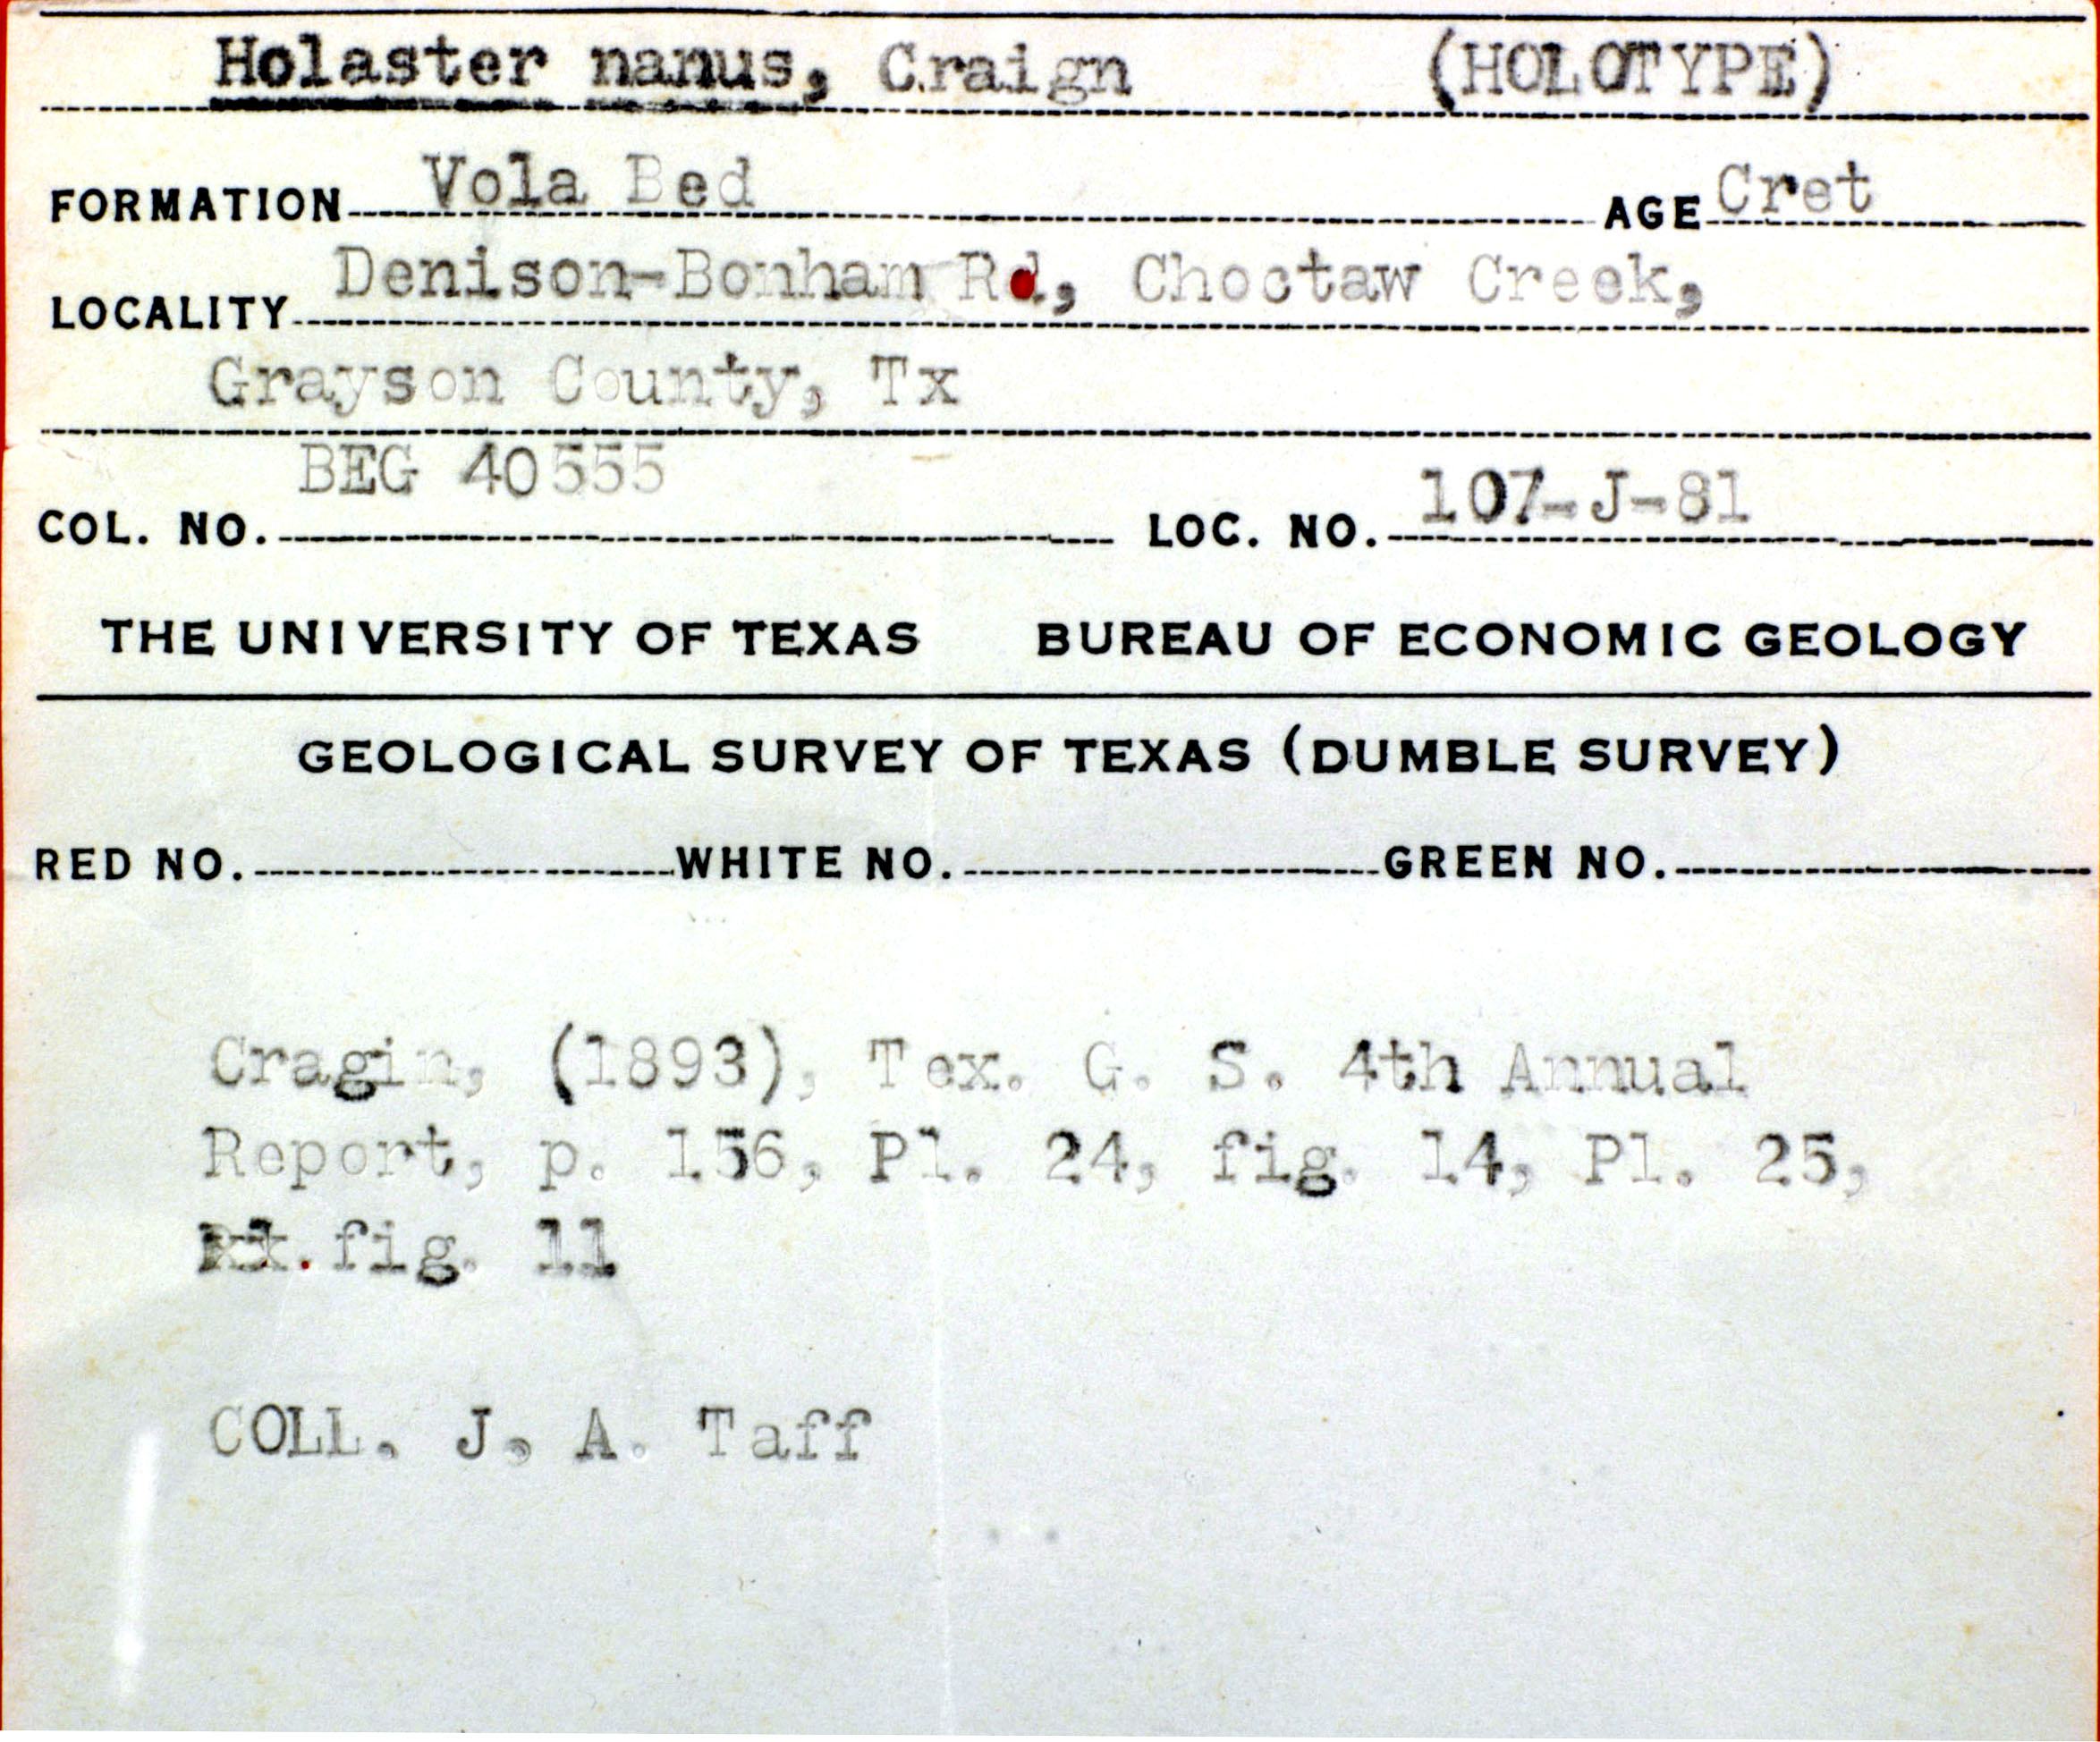 Holaster nanus, Craign (HOLOTYPE)
FORMATION Vola Bed AGE Cret
LOCALITY Denison-Bonham Rd, Choctaw Creek,
Grayson County, Tx
COL. NO. BEG 40555 LOC. NO. 107-J-81
THE UNIVERSITY OF TEXAS BUREAU OF ECONOMIC GEOLOGY
GEOLOGICAL SURVEY OF TEXAS (DUMBLE SURVEY)
RED NO. WHITE NO. GREEN NO.
Cragin, (1893), Tex. G. S. 4th Annual
Report, p. 156, Pl. 24, fig. 14, Pl. 25,
fig. 11
COLL. J. A. Taff